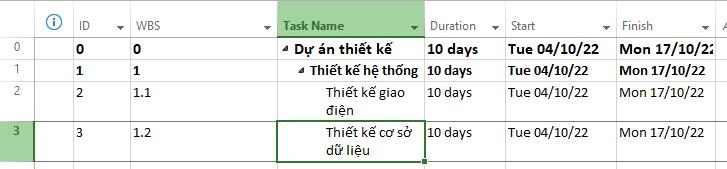 ID WBS Task Name Duration Start Finish
0 0 0 Dự án thiết kế 10 days Tue 04/10/22 Mon 17/10/22
1 1 1 Thiết kế hệ thống 10 days Tue 04/10/22 Mon 17/10/22
2 2 1.1 Thiết kế giao 10 days Tue 04/10/22 Mon 17/10/22
điện
3 3 1.2 Thiết kế cơ sở 10 days Tue 04/10/22 Mon 17/10/22
dữ liệu